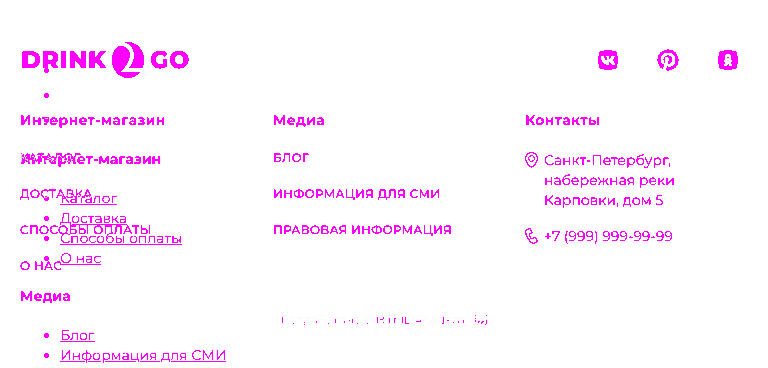 DRINK 2 GO
Интернет-магазин
Медиа
Контакты
КАТАЛОГ
БЛОГ
Санкт-Петербург,
набережная реки
Карповки, дом 5
Интернет-магазин
ДОСТАВКА
ИНФОРМАЦИЯ ДЛЯ СМИ
Каталог
Доставка
СПОСОБЫ ОПЛАТЫ
ПРАВОВАЯ ИНФОРМАЦИЯ
+7 (999) 999-99-99
Способы оплаты
О НАС
О нас
Медиа
Блог
Информация для СМИ